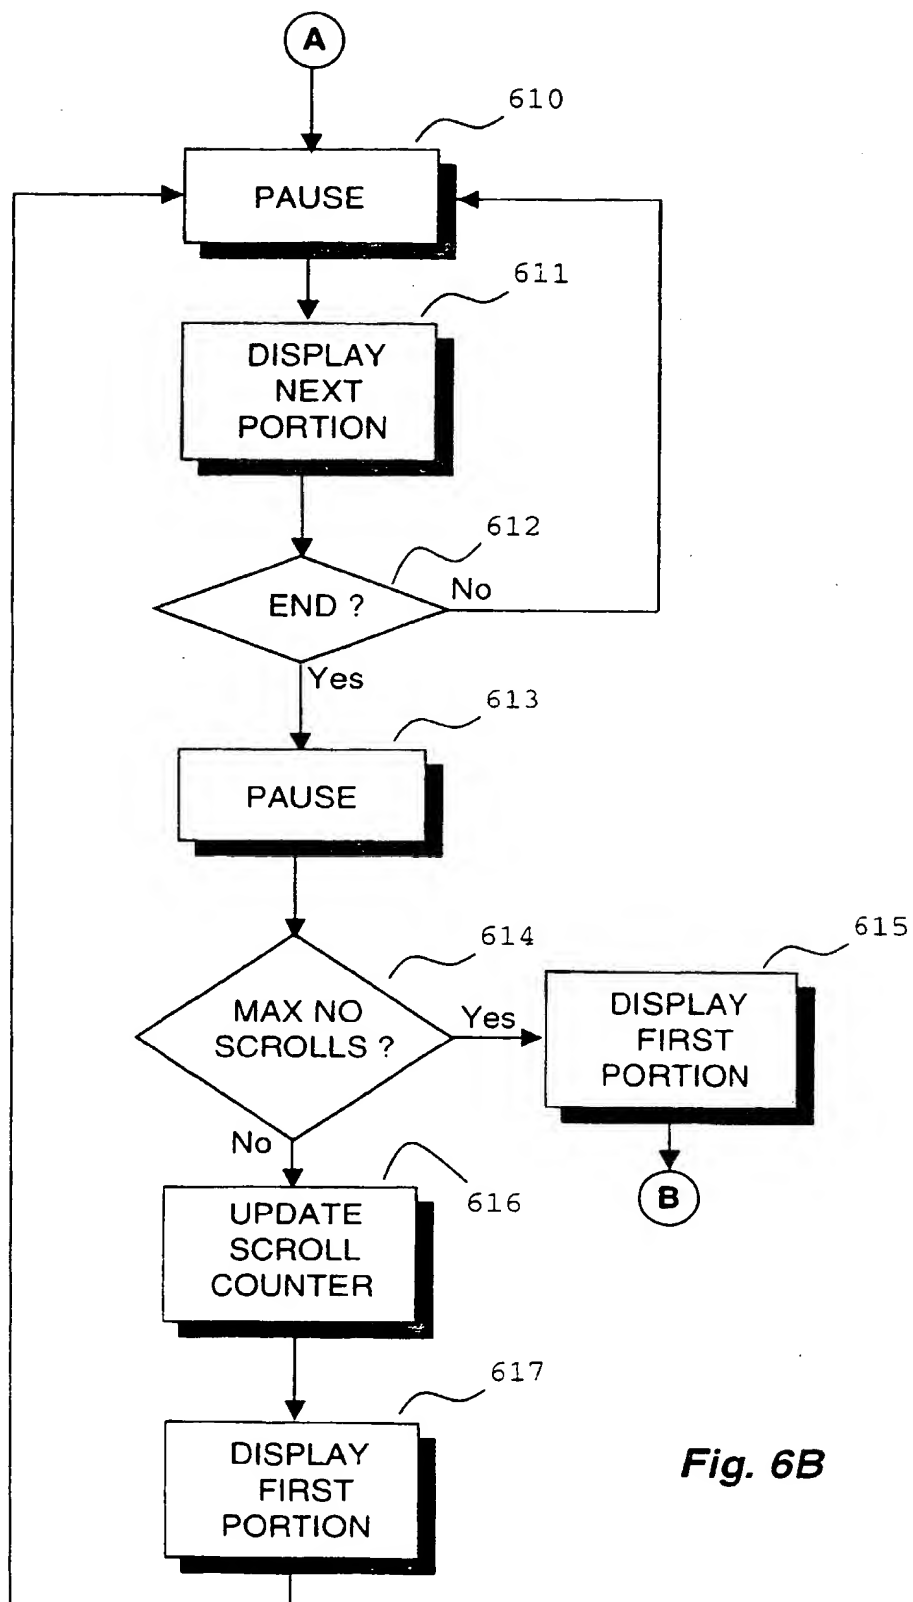 A
610
PAUSE
611
DISPLAY
NEXT
PORTION
612
END ?
No
Yes
613
PAUSE
614
MAX NO
SCROLLS ?
Yes
615
DISPLAY
FIRST
PORTION
No
B
616
UPDATE
SCROLL
COUNTER
617
DISPLAY
FIRST
PORTION
Fig. 6B